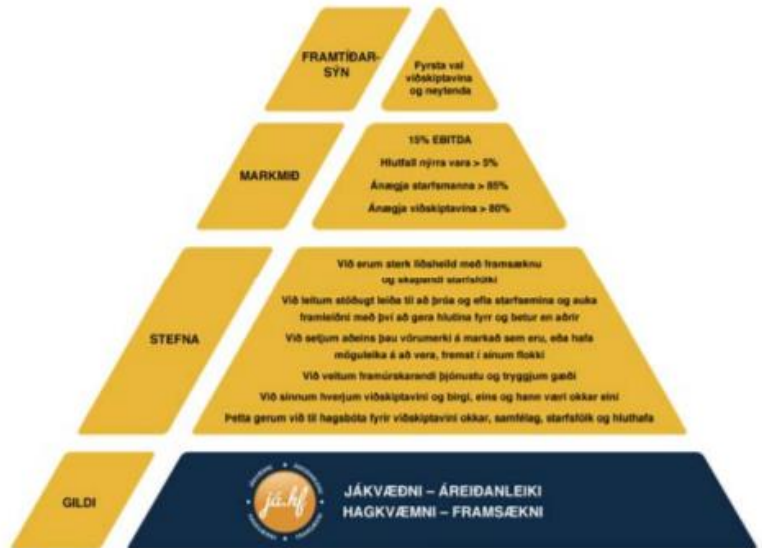 FRAMTÍÐAR-
SÝN
Fyrsta val
viðskiptavina
og neytenda
MARKMIÐ
15% EBITDA
Hlutfall nýrra vara > 5%
Ánægja starfsmanna > 85%
Ánægja viðskiptavina > 80%
STEFNA
Við erum sterk liðsheild með framsæknu
og skapandi starfsfólki
Við leitum stöðugt leiða til að þróa og efla starfsemina og auka
framleiðni með því að gera hlutina fyrr og betur en aðrir
Við setjum aðeins þau vörumerki á markað sem eru, eða hafa
möguleika á að vera, fremst í sínum flokki
Við veitum framúrskarandi þjónustu og tryggjum gæði
Við sinnum hverjum viðskiptavini og birgi, eins og hann væri okkar eini
Þetta gerum við til hagsbóta fyrir viðskiptavini okkar, samfélag, starfsfólk og hluthafa
GILDI
já.hf
JÁKVÆÐNI – ÁREIÐANLEIKI
HAGKVÆMNI – FRAMSÆKNI